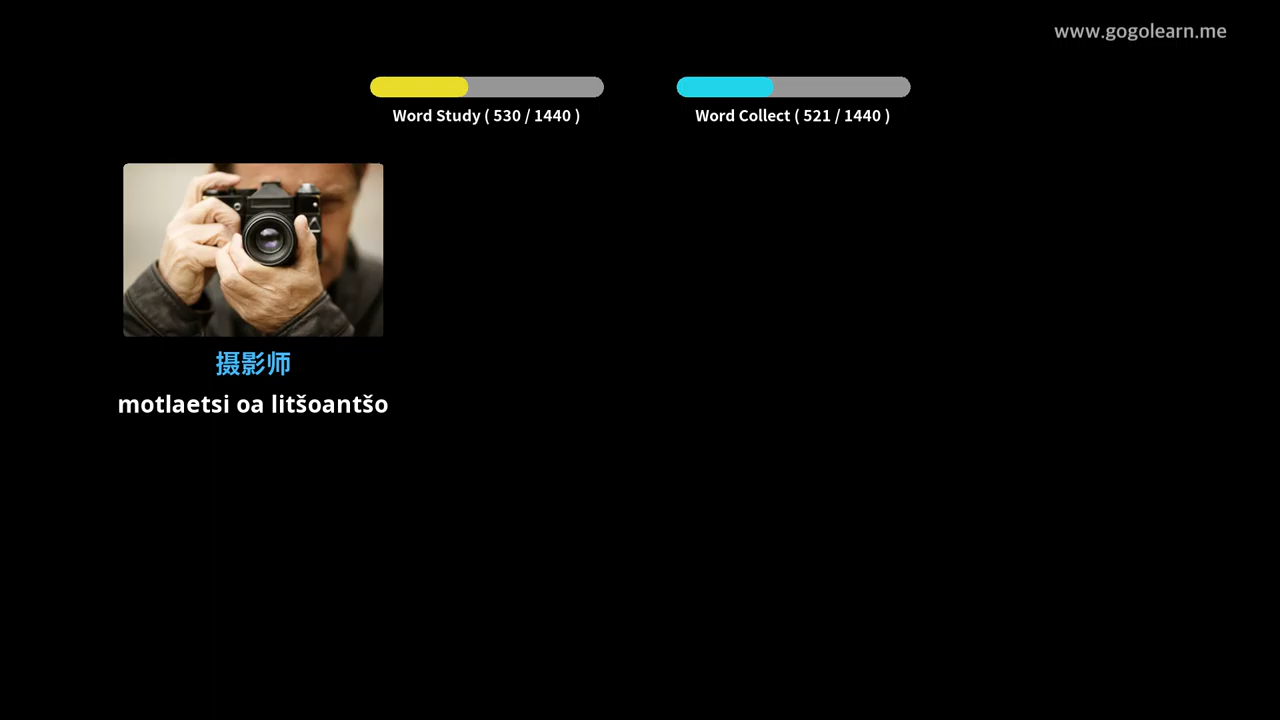 www.gogolearn.me
Word Study ( 530 / 1440 )
Word Collect ( 521 / 1440 )
摄影师
motlaetsi oa litšoantšo